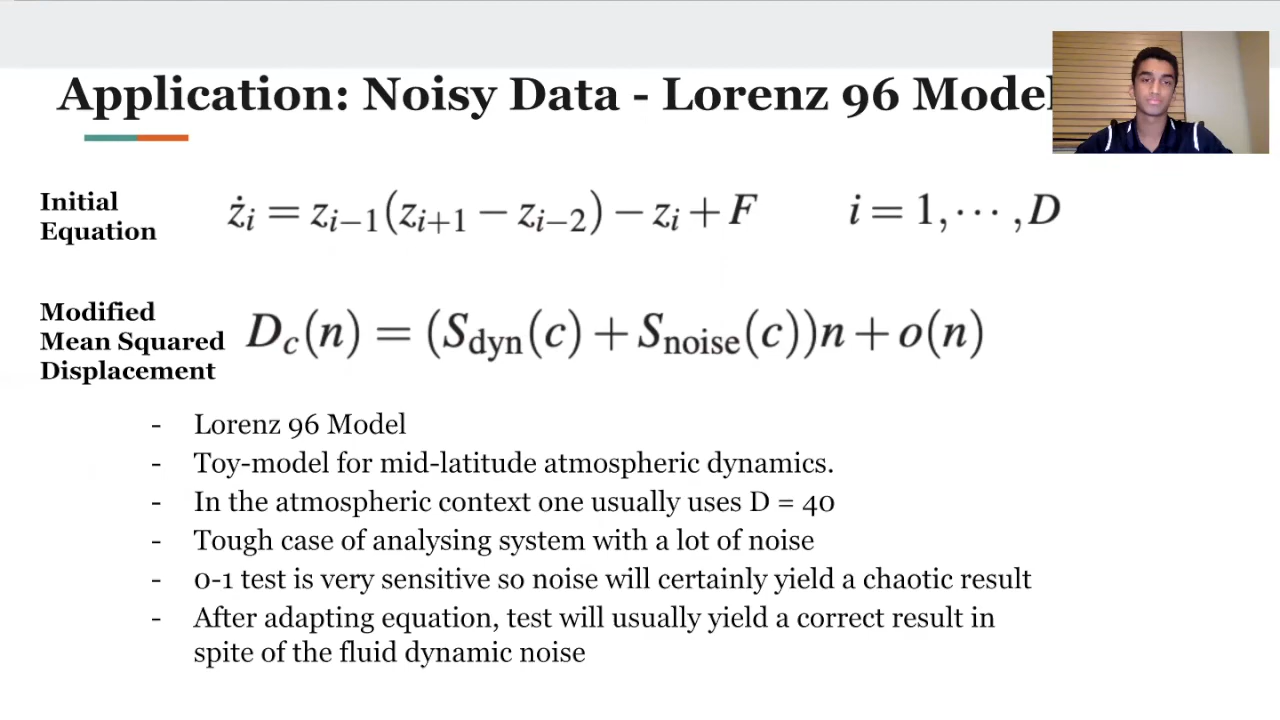 Application: Noisy Data - Lorenz 96 Model
Initial
Equation
żᵢ = zᵢ₋₁(zᵢ₊₁ − zᵢ₋₂) − zᵢ + F i = 1, ⋯ , D
Modified
Mean Squared
Displacement
D_c(n) = (S_dyn(c) + S_noise(c))n + o(n)
- Lorenz 96 Model
- Toy-model for mid-latitude atmospheric dynamics.
- In the atmospheric context one usually uses D = 40
- Tough case of analysing system with a lot of noise
- 0-1 test is very sensitive so noise will certainly yield a chaotic result
- After adapting equation, test will usually yield a correct result in
spite of the fluid dynamic noise